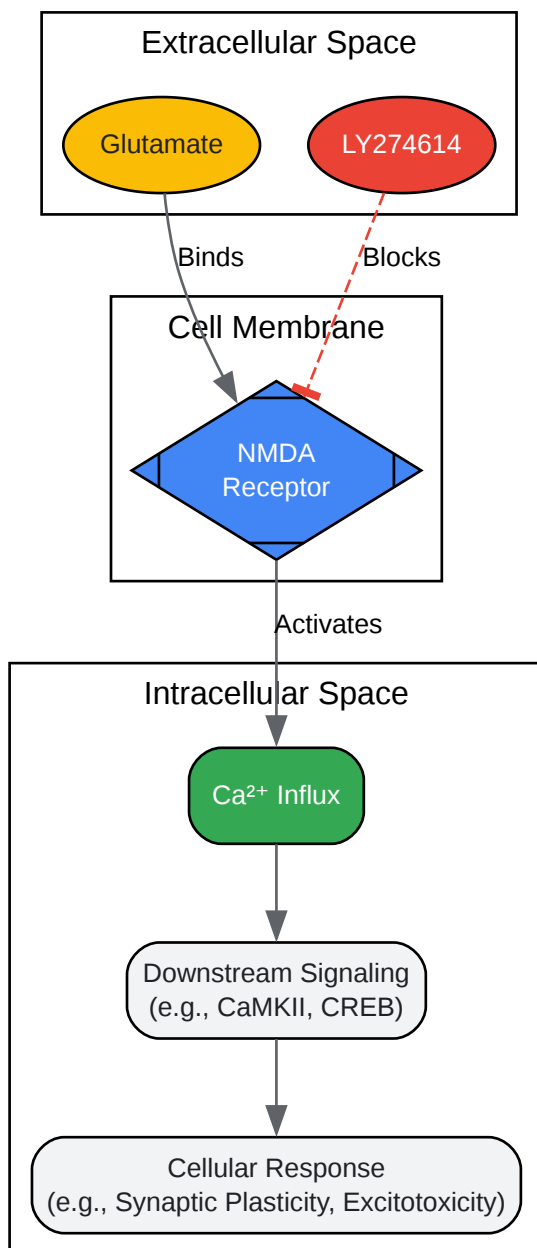 Extracellular Space
Glutamate
LY274614
Binds
Blocks
Cell Membrane
NMDA
Receptor
Activates
Intracellular Space
Ca²⁺ Influx
Downstream Signaling
(e.g., CaMKII, CREB)
Cellular Response
(e.g., Synaptic Plasticity, Excitotoxicity)